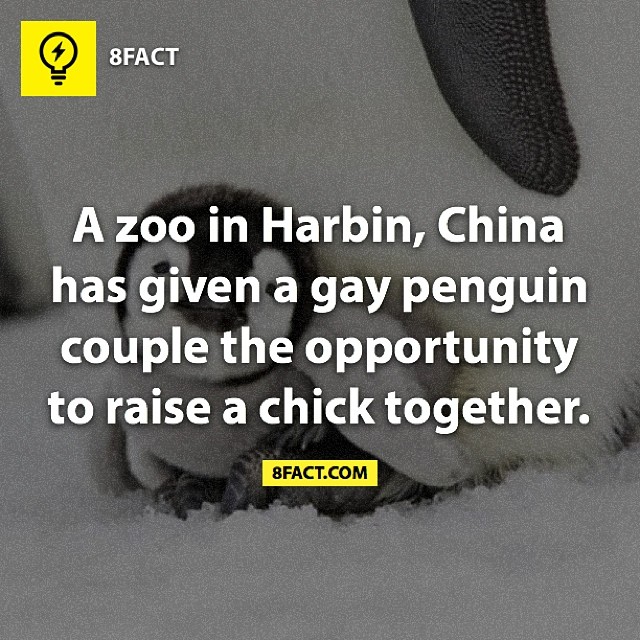 8FACT
A zoo in Harbin, China
has given a gay penguin
couple the opportunity
to raise a chick together.
8FACT.COM